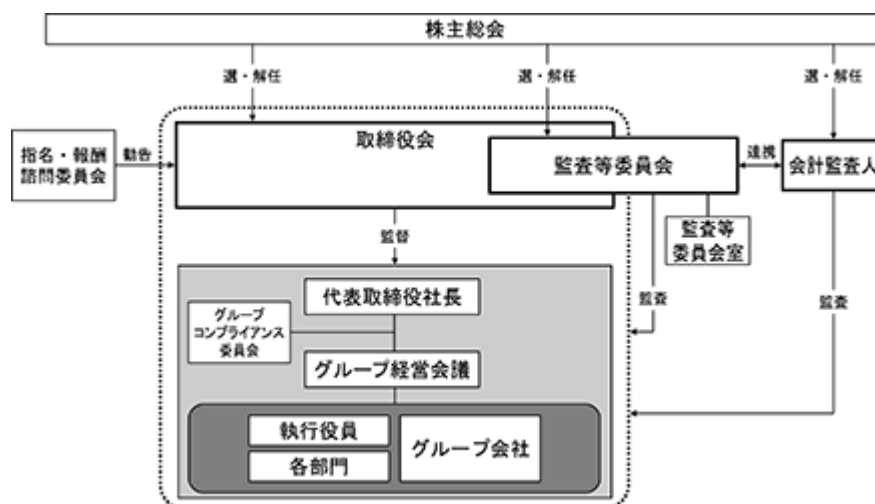 株主総会
選・解任
選・解任
選・解任
取締役会
指名・報酬
諮問委員会
勧告
監査等委員会
連携
会計監査人
監査等
委員会室
監督
代表取締役社長
監査
監査
グループ
コンプライアンス
委員会
グループ経営会議
執行役員
各部門
グループ会社